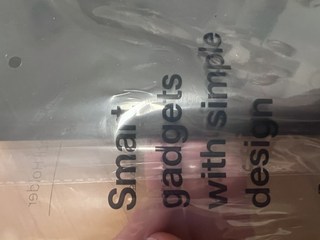 Smart
gadgets
with simple
design